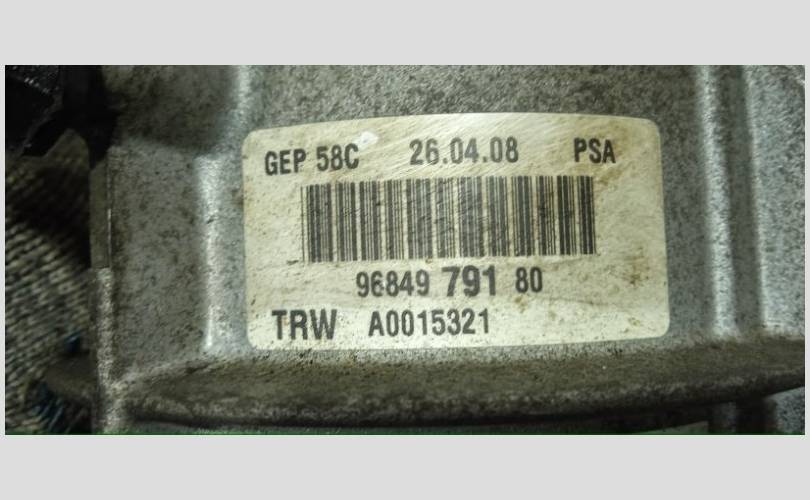 GEP 58C 26.04.08 PSA
96849 791 80
TRW A0015321